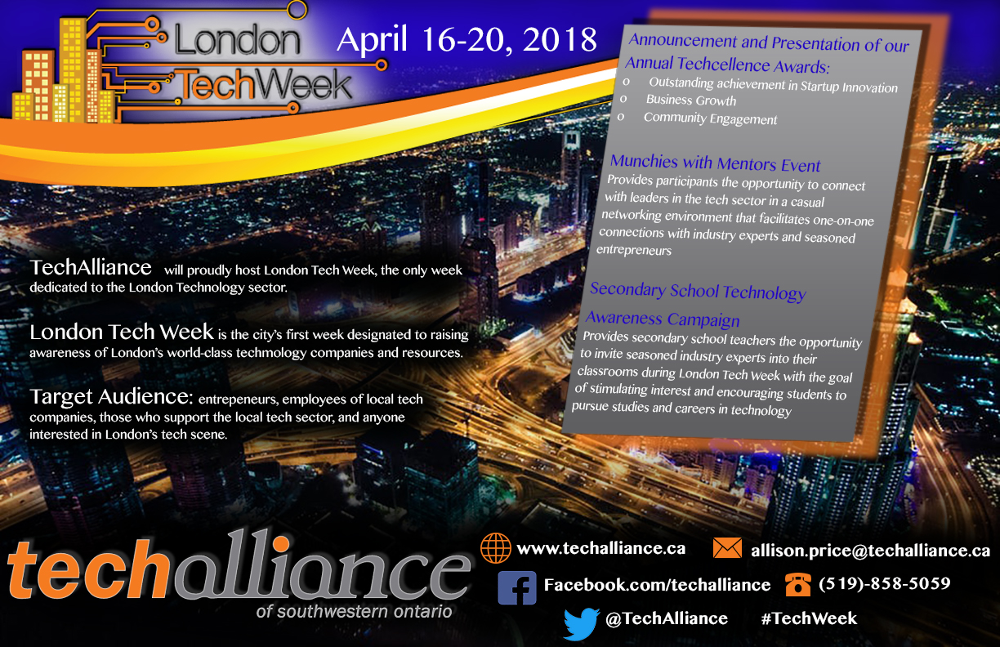 London
TechWeek
April 16-20, 2018
Announcement and Presentation of our
Annual Techcellence Awards:
o Outstanding achievement in Startup Innovation
o Business Growth
o Community Engagement
Munchies with Mentors Event
Provides participants the opportunity to connect
with leaders in the tech sector in a casual
networking environment that facilitates one-on-one
connections with industry experts and seasoned
entrepreneurs
Secondary School Technology
Awareness Campaign
Provides secondary school teachers the opportunity
to invite seasoned industry experts into their
classrooms during London Tech Week with the goal
of stimulating interest and encouraging students to
pursue studies and careers in technology
TechAlliance will proudly host London Tech Week, the only week
dedicated to the London Technology sector.
London Tech Week is the city's first week designated to raising
awareness of London's world-class techmology companies and resources.
Target Audience: entrepeneurs, employees of local tech
companies, those who support the local tech sector, and anyone
interested in London's tech scene.
techalliance
of southwestern ontario
www.techalliance.ca
allison.price@techalliance.ca
Facebook.com/techalliance
(519)-858-5059
@TechAlliance #TechWeek